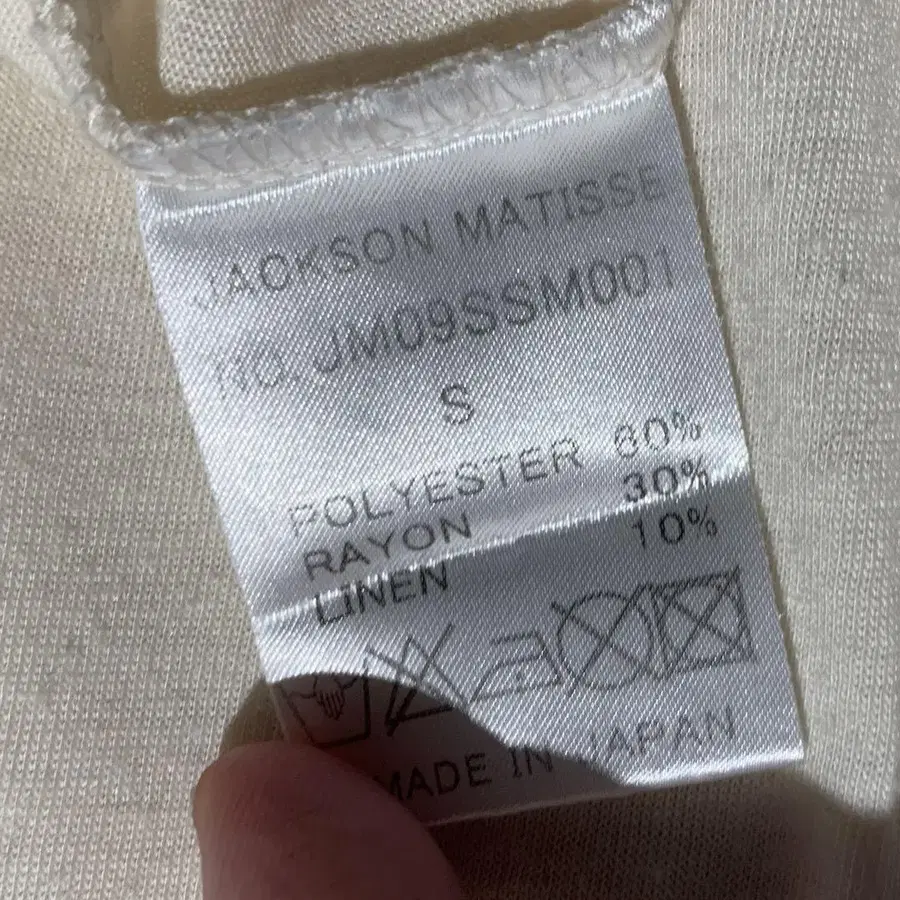 JACKSON MATISSE
no. JM09SSM001
S
POLYESTER 60%
RAYON 30%
LINEN 10%
MADE IN JAPAN